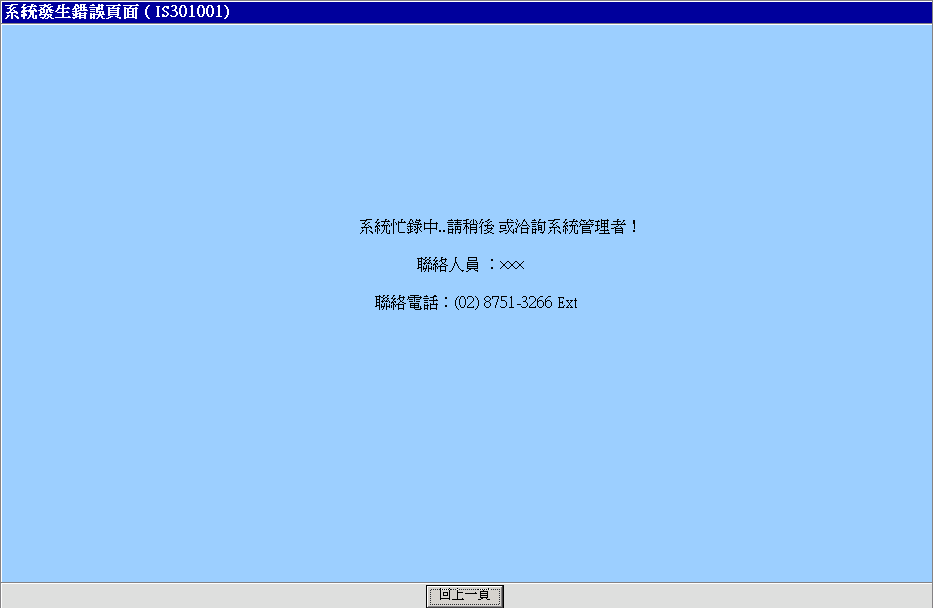 系統發生錯誤頁面 ( IS301001)
系統忙錄中..請稍後 或洽詢系統管理者！
聯絡人員 ：xxx
聯絡電話：(02) 8751-3266 Ext
回上一頁